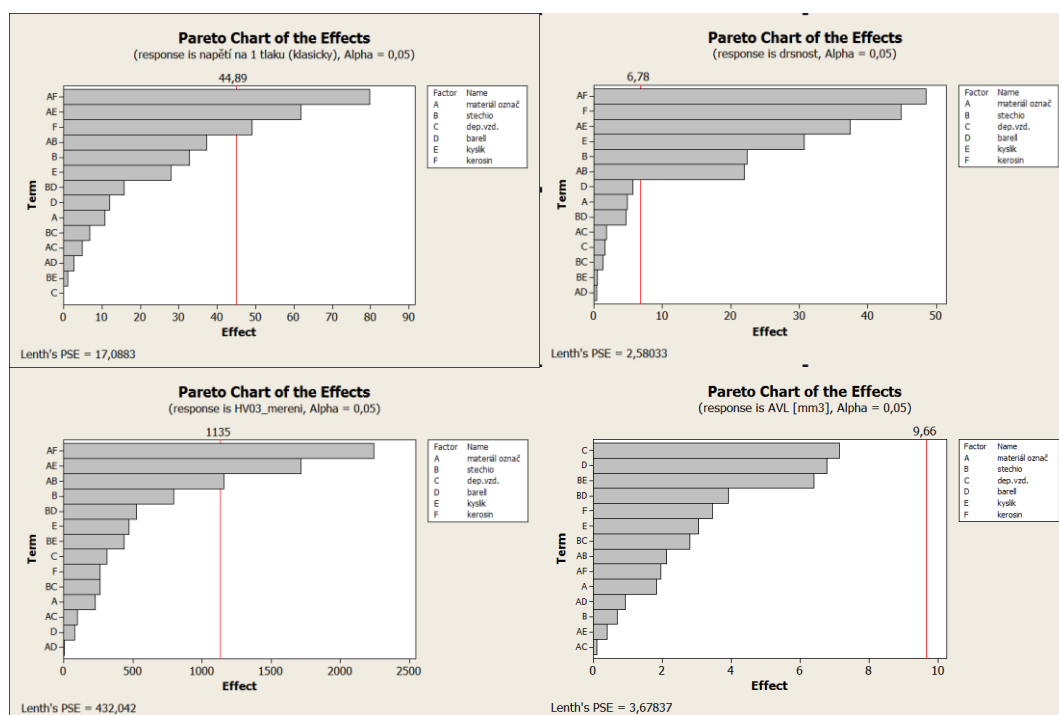 Pareto Chart of the Effects
(response is napětí na 1 tlaku (klasicky), Alpha = 0,05)
44,89
Term
AF
AE
F
AB
B
E
BD
D
A
BC
AC
AD
BE
C
0 10 20 30 40 50 60 70 80 90
Effect
Factor Name
A materiál označ
B stechio
C dep.vzd.
D barell
E kyslik
F kerosin
Lenth's PSE = 17,0883
Pareto Chart of the Effects
(response is drsnost, Alpha = 0,05)
6,78
Term
AF
F
AE
E
B
AB
D
A
BD
AC
C
BC
BE
AD
0 10 20 30 40 50
Effect
Factor Name
A materiál označ
B stechio
C dep.vzd.
D barell
E kyslik
F kerosin
Lenth's PSE = 2,58033
Pareto Chart of the Effects
(response is HV03_mereni, Alpha = 0,05)
1135
Term
AF
AE
AB
B
BD
E
BE
C
F
BC
A
AC
D
AD
0 500 1000 1500 2000 2500
Effect
Factor Name
A materiál označ
B stechio
C dep.vzd.
D barell
E kyslik
F kerosin
Lenth's PSE = 432,042
Pareto Chart of the Effects
(response is AVL [mm3], Alpha = 0,05)
9,66
Term
C
D
BE
BD
F
E
BC
AB
AF
A
AD
B
AE
AC
0 2 4 6 8 10
Effect
Factor Name
A materiál označ
B stechio
C dep.vzd.
D barell
E kyslik
F kerosin
Lenth's PSE = 3,67837